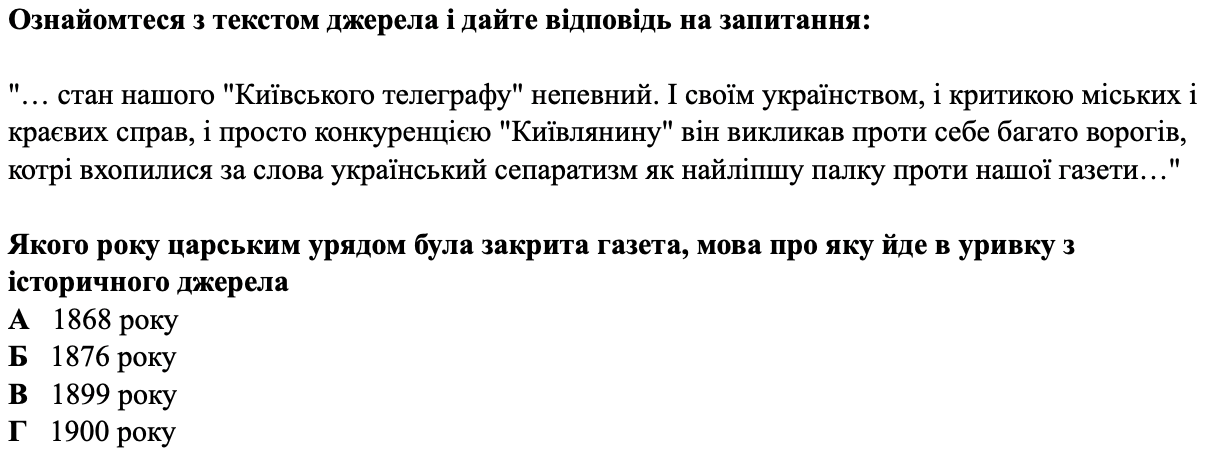 Ознайомтеся з текстом джерела і дайте відповідь на запитання:
"… стан нашого "Київського телеграфу" непевний. І своїм українством, і критикою міських і
краєвих справ, і просто конкуренцією "Київлянину" він викликав проти себе багато ворогів,
котрі вхопилися за слова український сепаратизм як найліпшу палку проти нашої газети…"
Якого року царським урядом була закрита газета, мова про яку йде в уривку з
історичного джерела
А 1868 року
Б 1876 року
В 1899 року
Г 1900 року